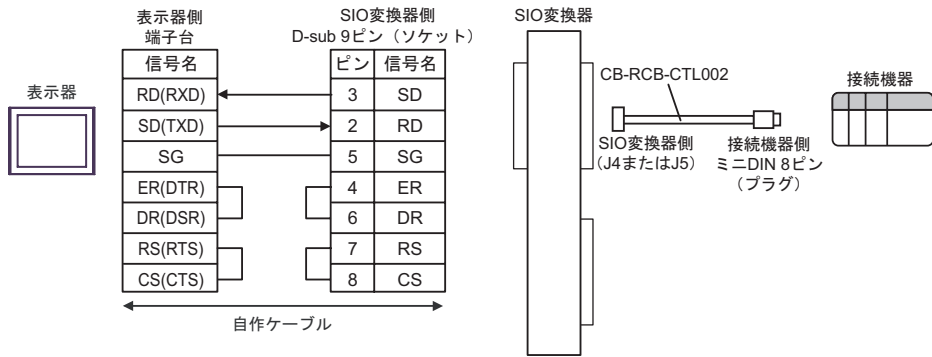 表示器
表示器側
端子台
信号名
RD(RXD)
SD(TXD)
SG
ER(DTR)
DR(DSR)
RS(RTS)
CS(CTS)
SIO変換器側
D-sub 9ピン（ソケット）
ピン 信号名
3 SD
2 RD
5 SG
4 ER
6 DR
7 RS
8 CS
自作ケーブル
SIO変換器
CB-RCB-CTL002
SIO変換器側
（J4またはJ5）
接続機器側
ミニDIN 8ピン
（プラグ）
接続機器